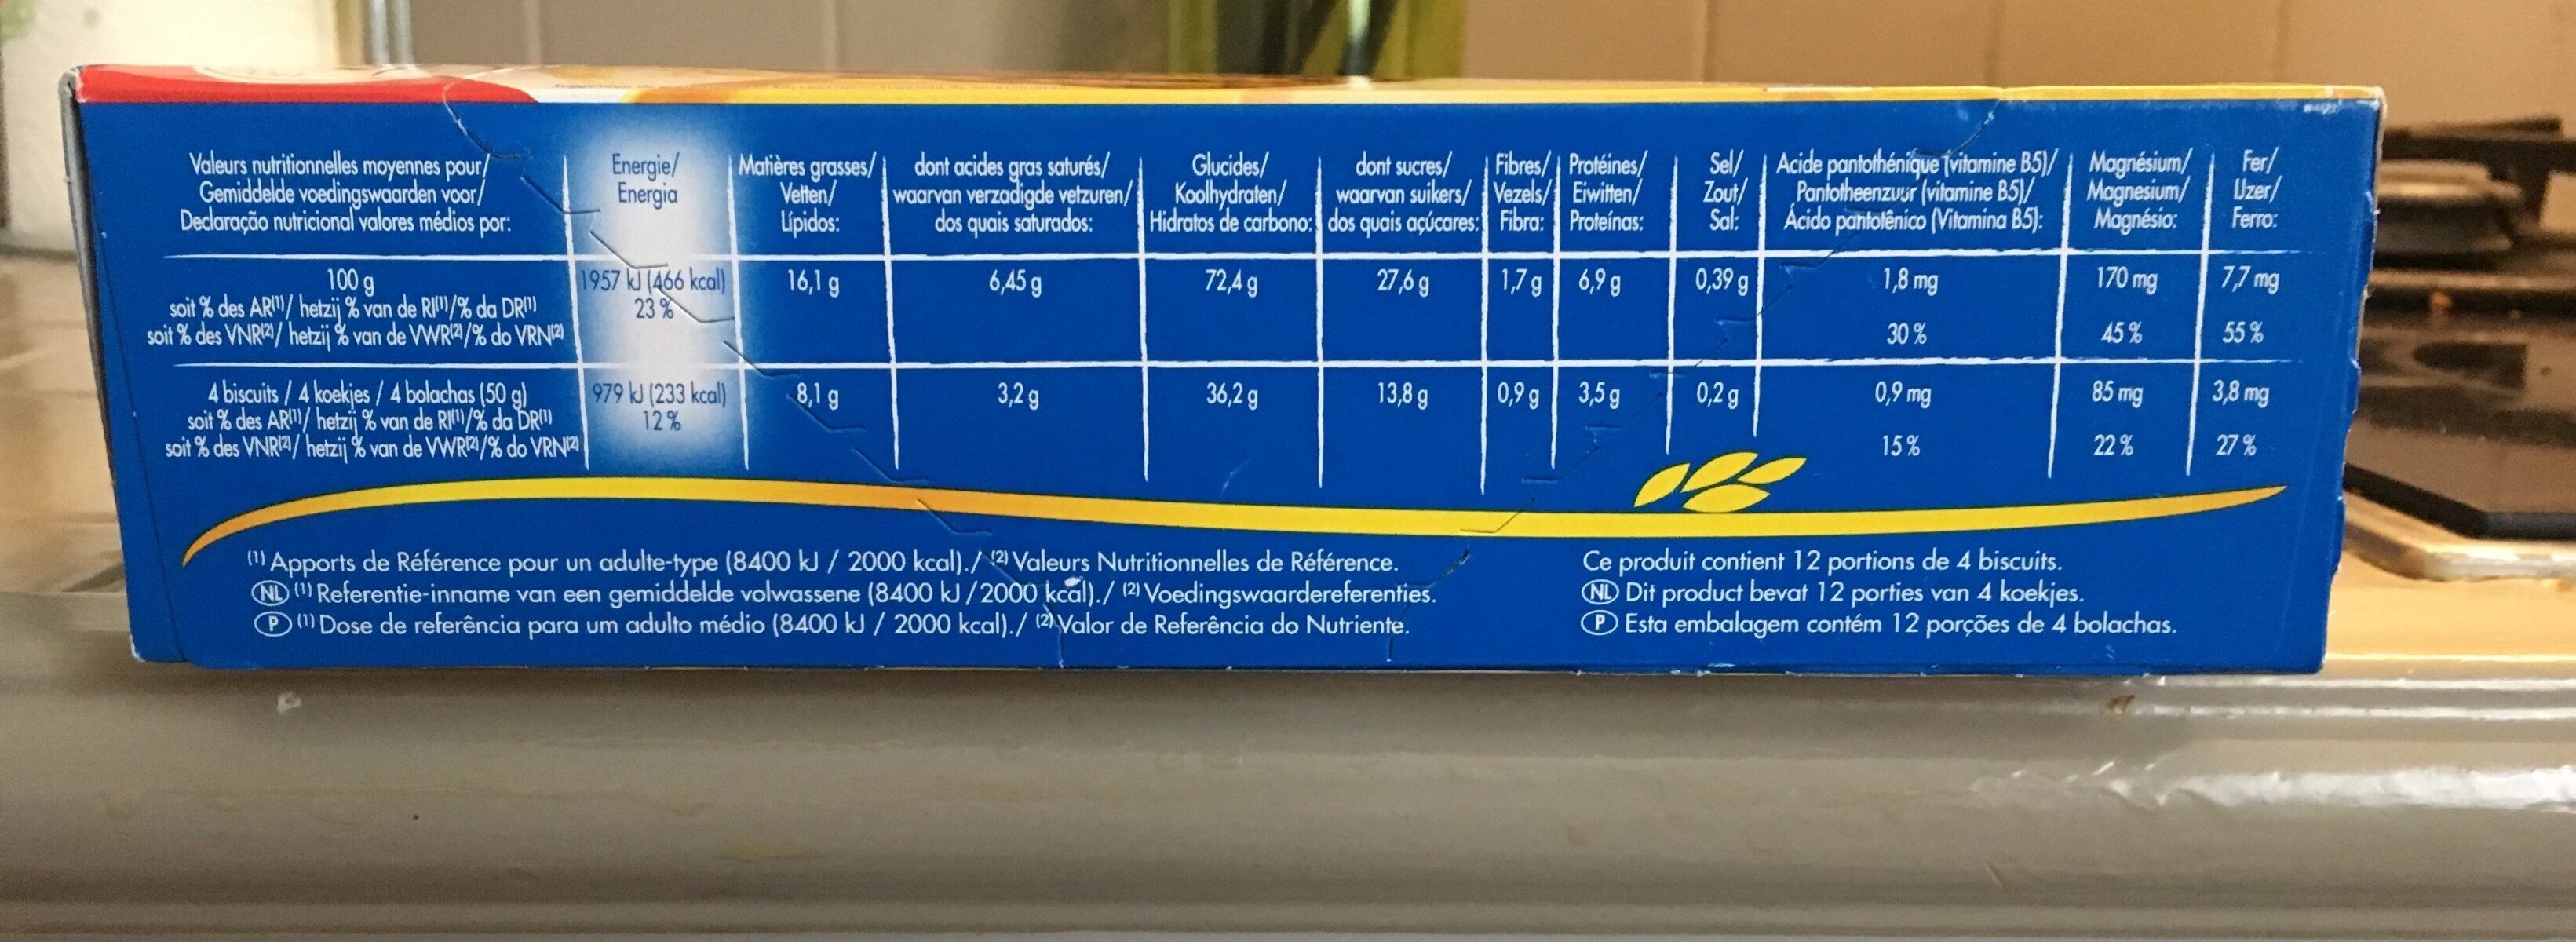 Valeurs nutritionnelles moyennes pour/
Gemiddelde voedingswaarden voor/
Declaração nutricional valores médios por:
Energie/
Energia
Matières grasses/
Vetten/
Lípidos:
dont acides gras saturés/
waarvan verzadigde vetzuren/
dos quais saturados:
Glucides/
Koolhydraten/
Hidratos de carbono:
dont sucres/
waarvan suikers/
dos quais açúcares:
Fibres/
Vezels/
Fibra:
Protéines/
Eiwitten/
Proteínas:
Sel/
Zout/
Sal:
Acide pantothénique (vitamine B5)/
Pantotheenzuur (vitamine B5)/
Ácido pantotênico (Vitamina B5):
Magnésium/
Magnesium/
Magnésio:
Fer/
IJzer/
Ferro:
100 g
soit % des AR(1)/ hetzij % van de RI(1)/% da DR(1)
soit % des VNR(2)/ hetzij % van de VWR(2)/% do VRN(2)
1957 kJ (466 kcal)
23 %
16,1 g
6,45 g
72,4 g
27,6 g
1,7 g
6,9 g
0,39 g
1,8 mg
30 %
170 mg
45 %
7,7 mg
55 %
4 biscuits / 4 koekjes / 4 bolachas (50 g)
soit % des AR(1)/ hetzij % van de RI(1)/% da DR(1)
soit % des VNR(2)/ hetzij % van de VWR(2)/% do VRN(2)
979 kJ (233 kcal)
12 %
8,1 g
3,2 g
36,2 g
13,8 g
0,9 g
3,5 g
0,2 g
0,9 mg
15 %
85 mg
22 %
3,8 mg
27 %
(1) Apports de Référence pour un adulte-type (8400 kJ / 2000 kcal)./ (2) Valeurs Nutritionnelles de Référence.
NL (1) Referentie-inname van een gemiddelde volwassene (8400 kJ / 2000 kcal)./ (2) Voedingswaardereferenties.
P (1) Dose de referência para um adulto médio (8400 kJ / 2000 kcal)./ (2) Valor de Referência do Nutriente.
Ce produit contient 12 portions de 4 biscuits.
NL Dit product bevat 12 porties van 4 koekjes.
P Esta embalagem contém 12 porções de 4 bolachas.